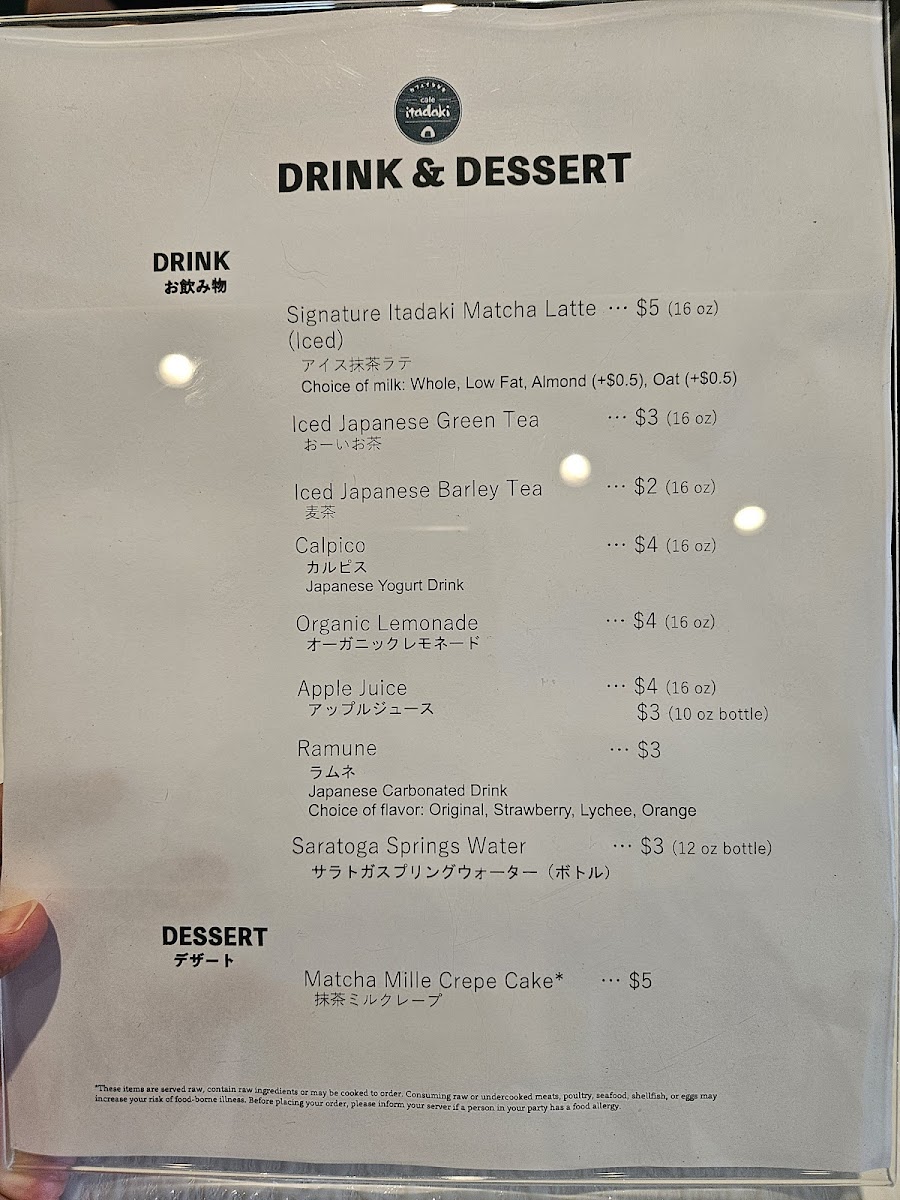 カフェイタダキ
cafe
itadaki
DRINK & DESSERT
DRINK
お飲み物
Signature Itadaki Matcha Latte ··· $5 (16 oz)
(Iced)
アイス抹茶ラテ
Choice of milk: Whole, Low Fat, Almond (+$0.5), Oat (+$0.5)
Iced Japanese Green Tea ··· $3 (16 oz)
おーいお茶
Iced Japanese Barley Tea ··· $2 (16 oz)
麦茶
Calpico ··· $4 (16 oz)
カルピス
Japanese Yogurt Drink
Organic Lemonade ··· $4 (16 oz)
オーガニックレモネード
Apple Juice ··· $4 (16 oz)
アップルジュース $3 (10 oz bottle)
Ramune ··· $3
ラムネ
Japanese Carbonated Drink
Choice of flavor: Original, Strawberry, Lychee, Orange
Saratoga Springs Water ··· $3 (12 oz bottle)
サラトガスプリングウォーター（ボトル）
DESSERT
デザート
Matcha Mille Crepe Cake* ··· $5
抹茶ミルクレープ
*These items are served raw, contain raw ingredients or may be cooked to order. Consuming raw or undercooked meats, poultry, seafood, shellfish, or eggs may
increase your risk of food-borne illness. Before placing your order, please inform your server if a person in your party has a food allergy.